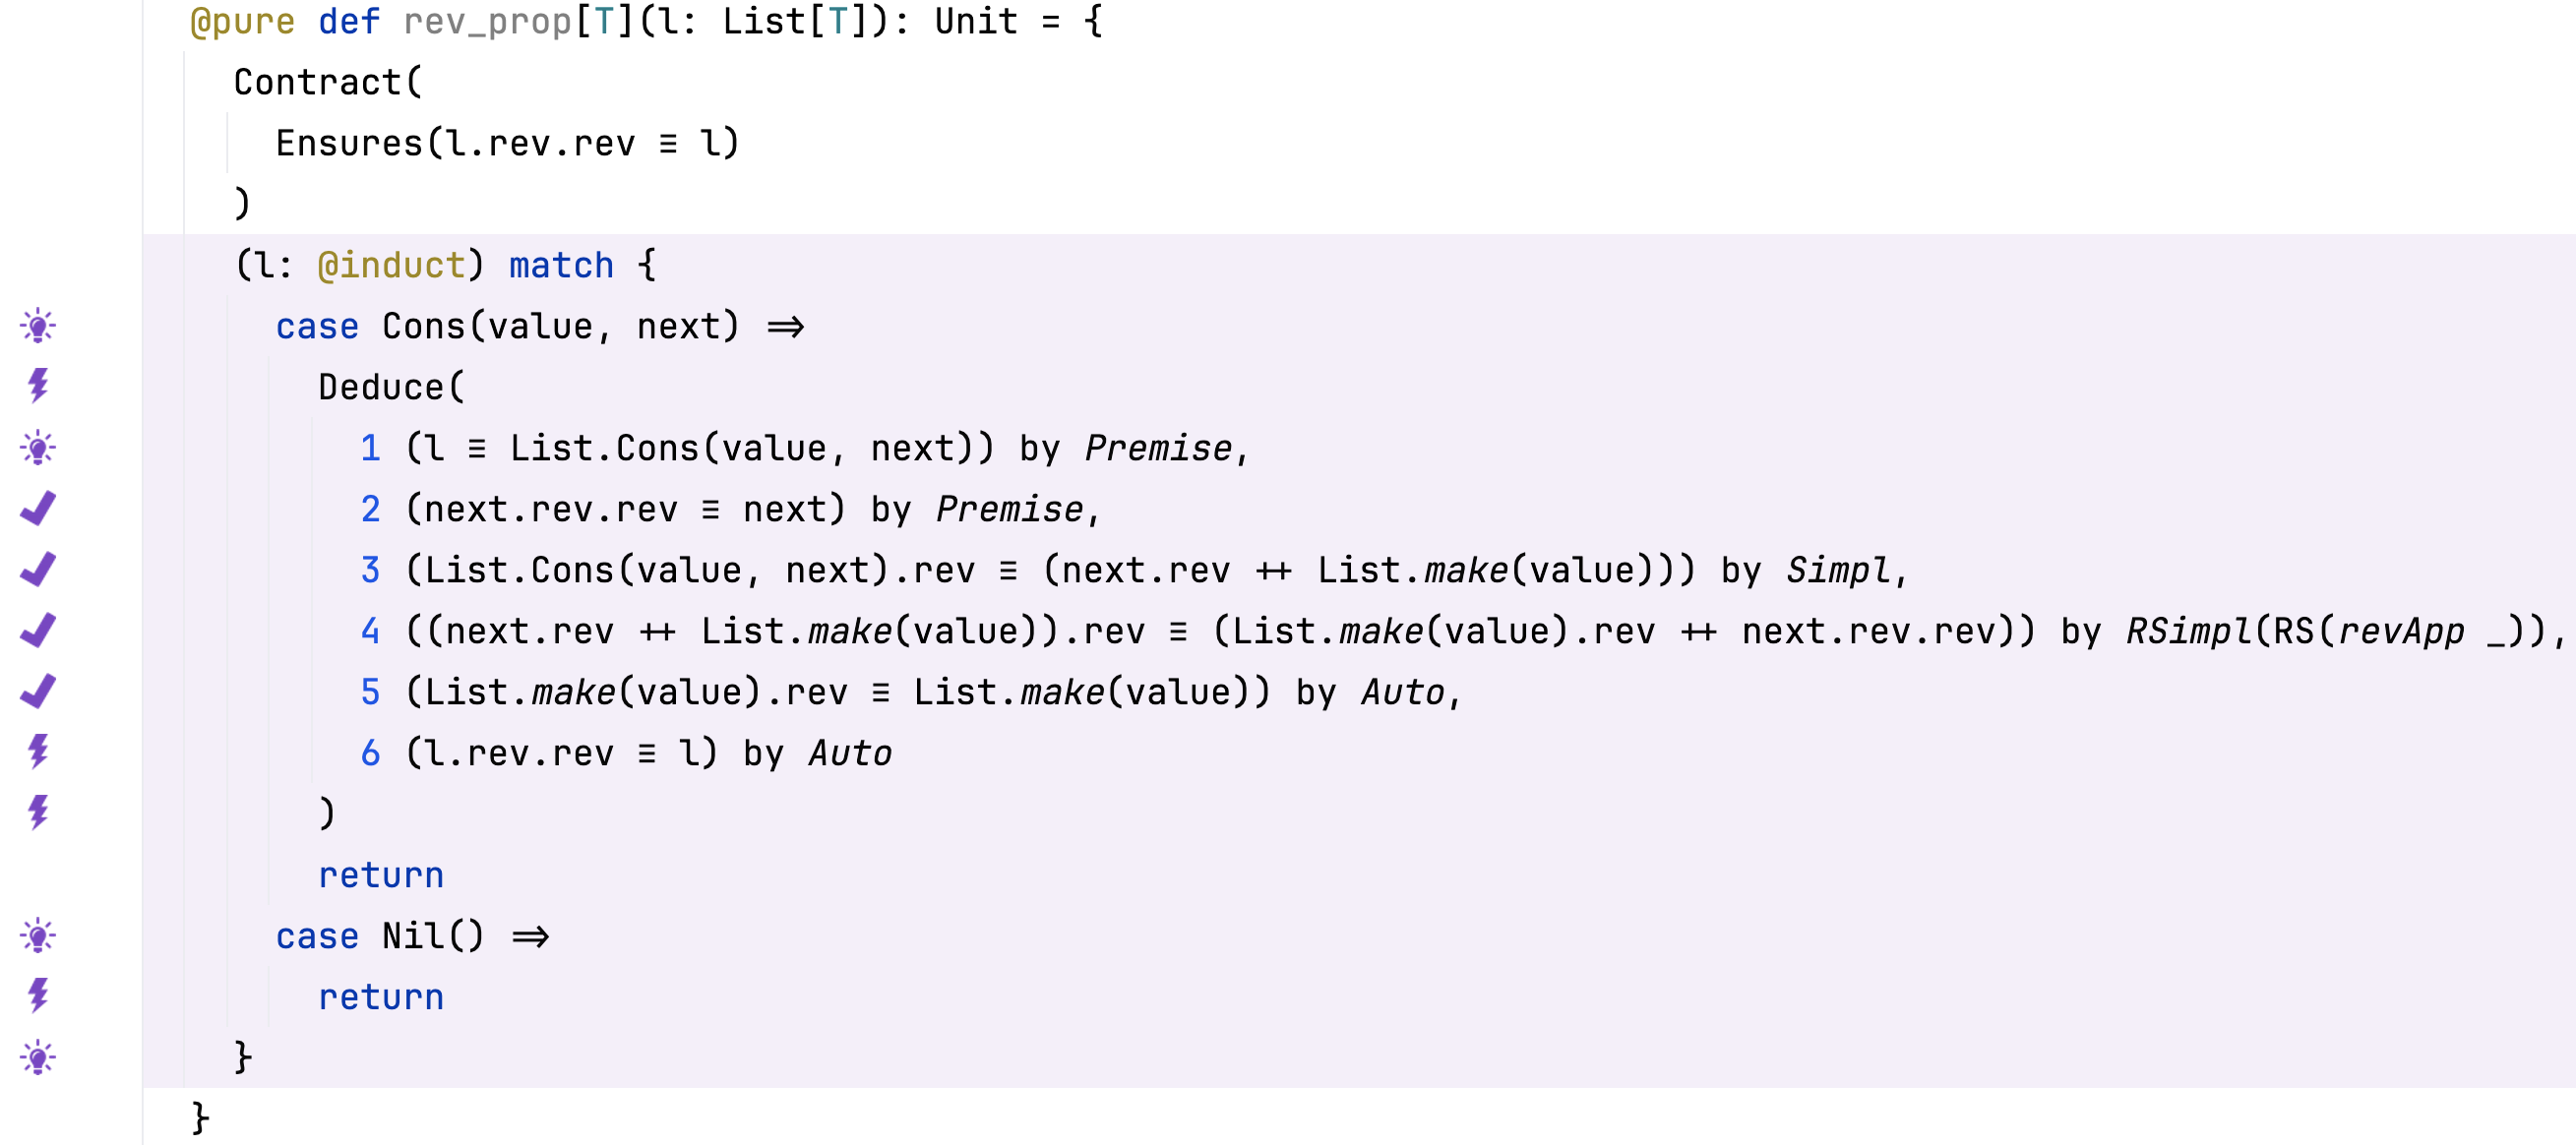 @pure def rev_prop[T](l: List[T]): Unit = {
Contract(
Ensures(l.rev.rev ≡ l)
)
(l: @induct) match {
case Cons(value, next) =>
Deduce(
1 (l ≡ List.Cons(value, next)) by Premise,
2 (next.rev.rev ≡ next) by Premise,
3 (List.Cons(value, next).rev ≡ (next.rev ++ List.make(value))) by Simpl,
4 ((next.rev ++ List.make(value)).rev ≡ (List.make(value).rev ++ next.rev.rev)) by RSimpl(RS(revApp _)),
5 (List.make(value).rev ≡ List.make(value)) by Auto,
6 (l.rev.rev ≡ l) by Auto
)
return
case Nil() =>
return
}
}